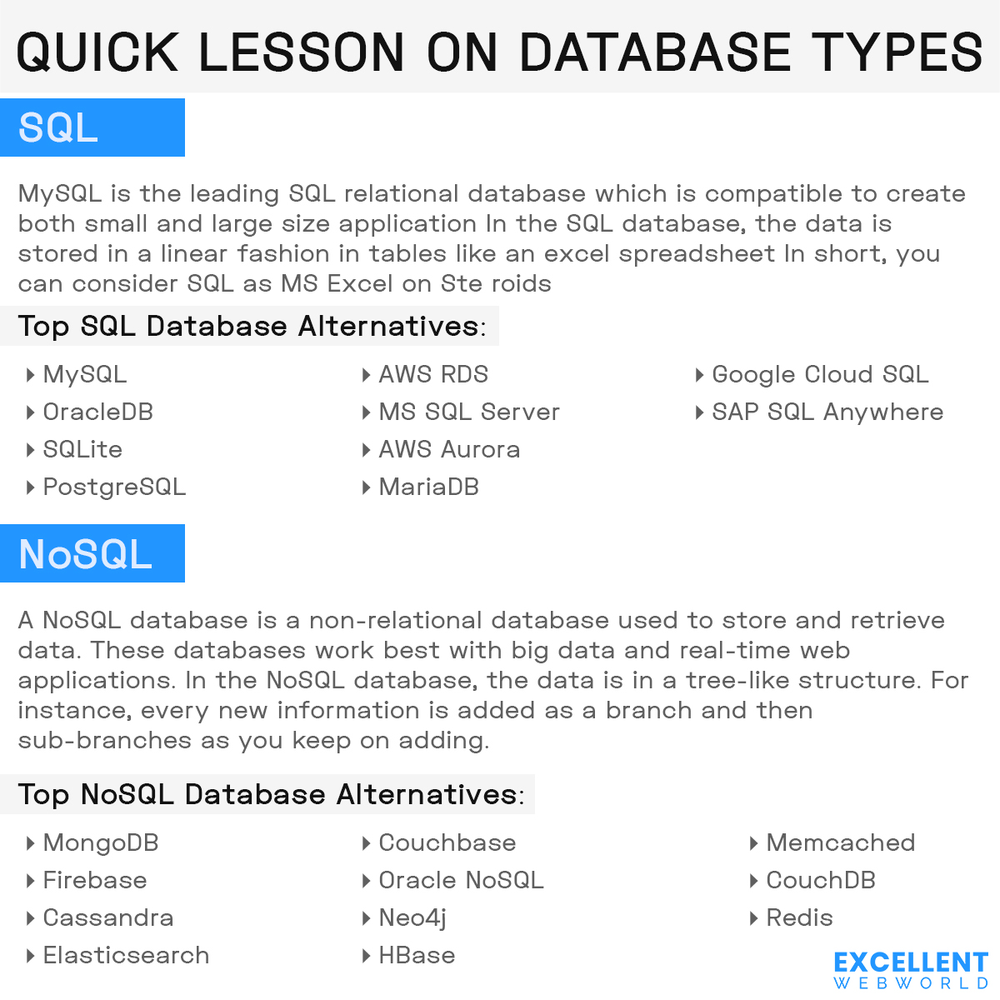 QUICK LESSON ON DATABASE TYPES
SQL
MySQL is the leading SQL relational database which is compatible to create
both small and large size application In the SQL database, the data is
stored in a linear fashion in tables like an excel spreadsheet In short, you
can consider SQL as MS Excel on Ste roids
Top SQL Database Alternatives:
MySQL
OracleDB
SQLite
PostgreSQL
AWS RDS
MS SQL Server
AWS Aurora
MariaDB
Google Cloud SQL
SAP SQL Anywhere
NoSQL
A NoSQL database is a non-relational database used to store and retrieve
data. These databases work best with big data and real-time web
applications. In the NoSQL database, the data is in a tree-like structure. For
instance, every new information is added as a branch and then
sub-branches as you keep on adding.
Top NoSQL Database Alternatives:
MongoDB
Firebase
Cassandra
Elasticsearch
Couchbase
Oracle NoSQL
Neo4j
HBase
Memcached
CouchDB
Redis
EXCELLENT
WEBWORLD